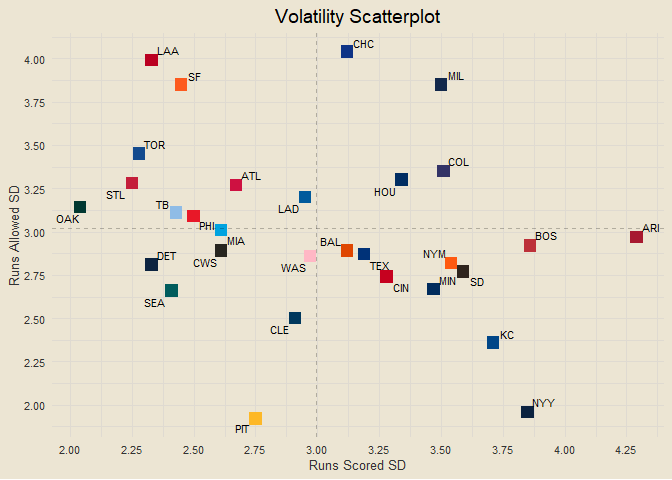 Volatility Scatterplot
CHC
LAA
4.00
SF
MIL
3.75
3.50
TOR
COL
ATL
3.25
HOU
STL
TB
LAD
OAK
PHI
ARI
3.00
MIA
BAL
BOS
DET
NYM
CWS
WAS
TEX
2.75
MIN
SD
CIN
SEA
2.50
CLE
KC
2.25
NYY
2.00
PIT
Runs Allowed SD
2.00 2.25 2.50 2.75 3.00 3.25 3.50 3.75 4.00 4.25
Runs Scored SD